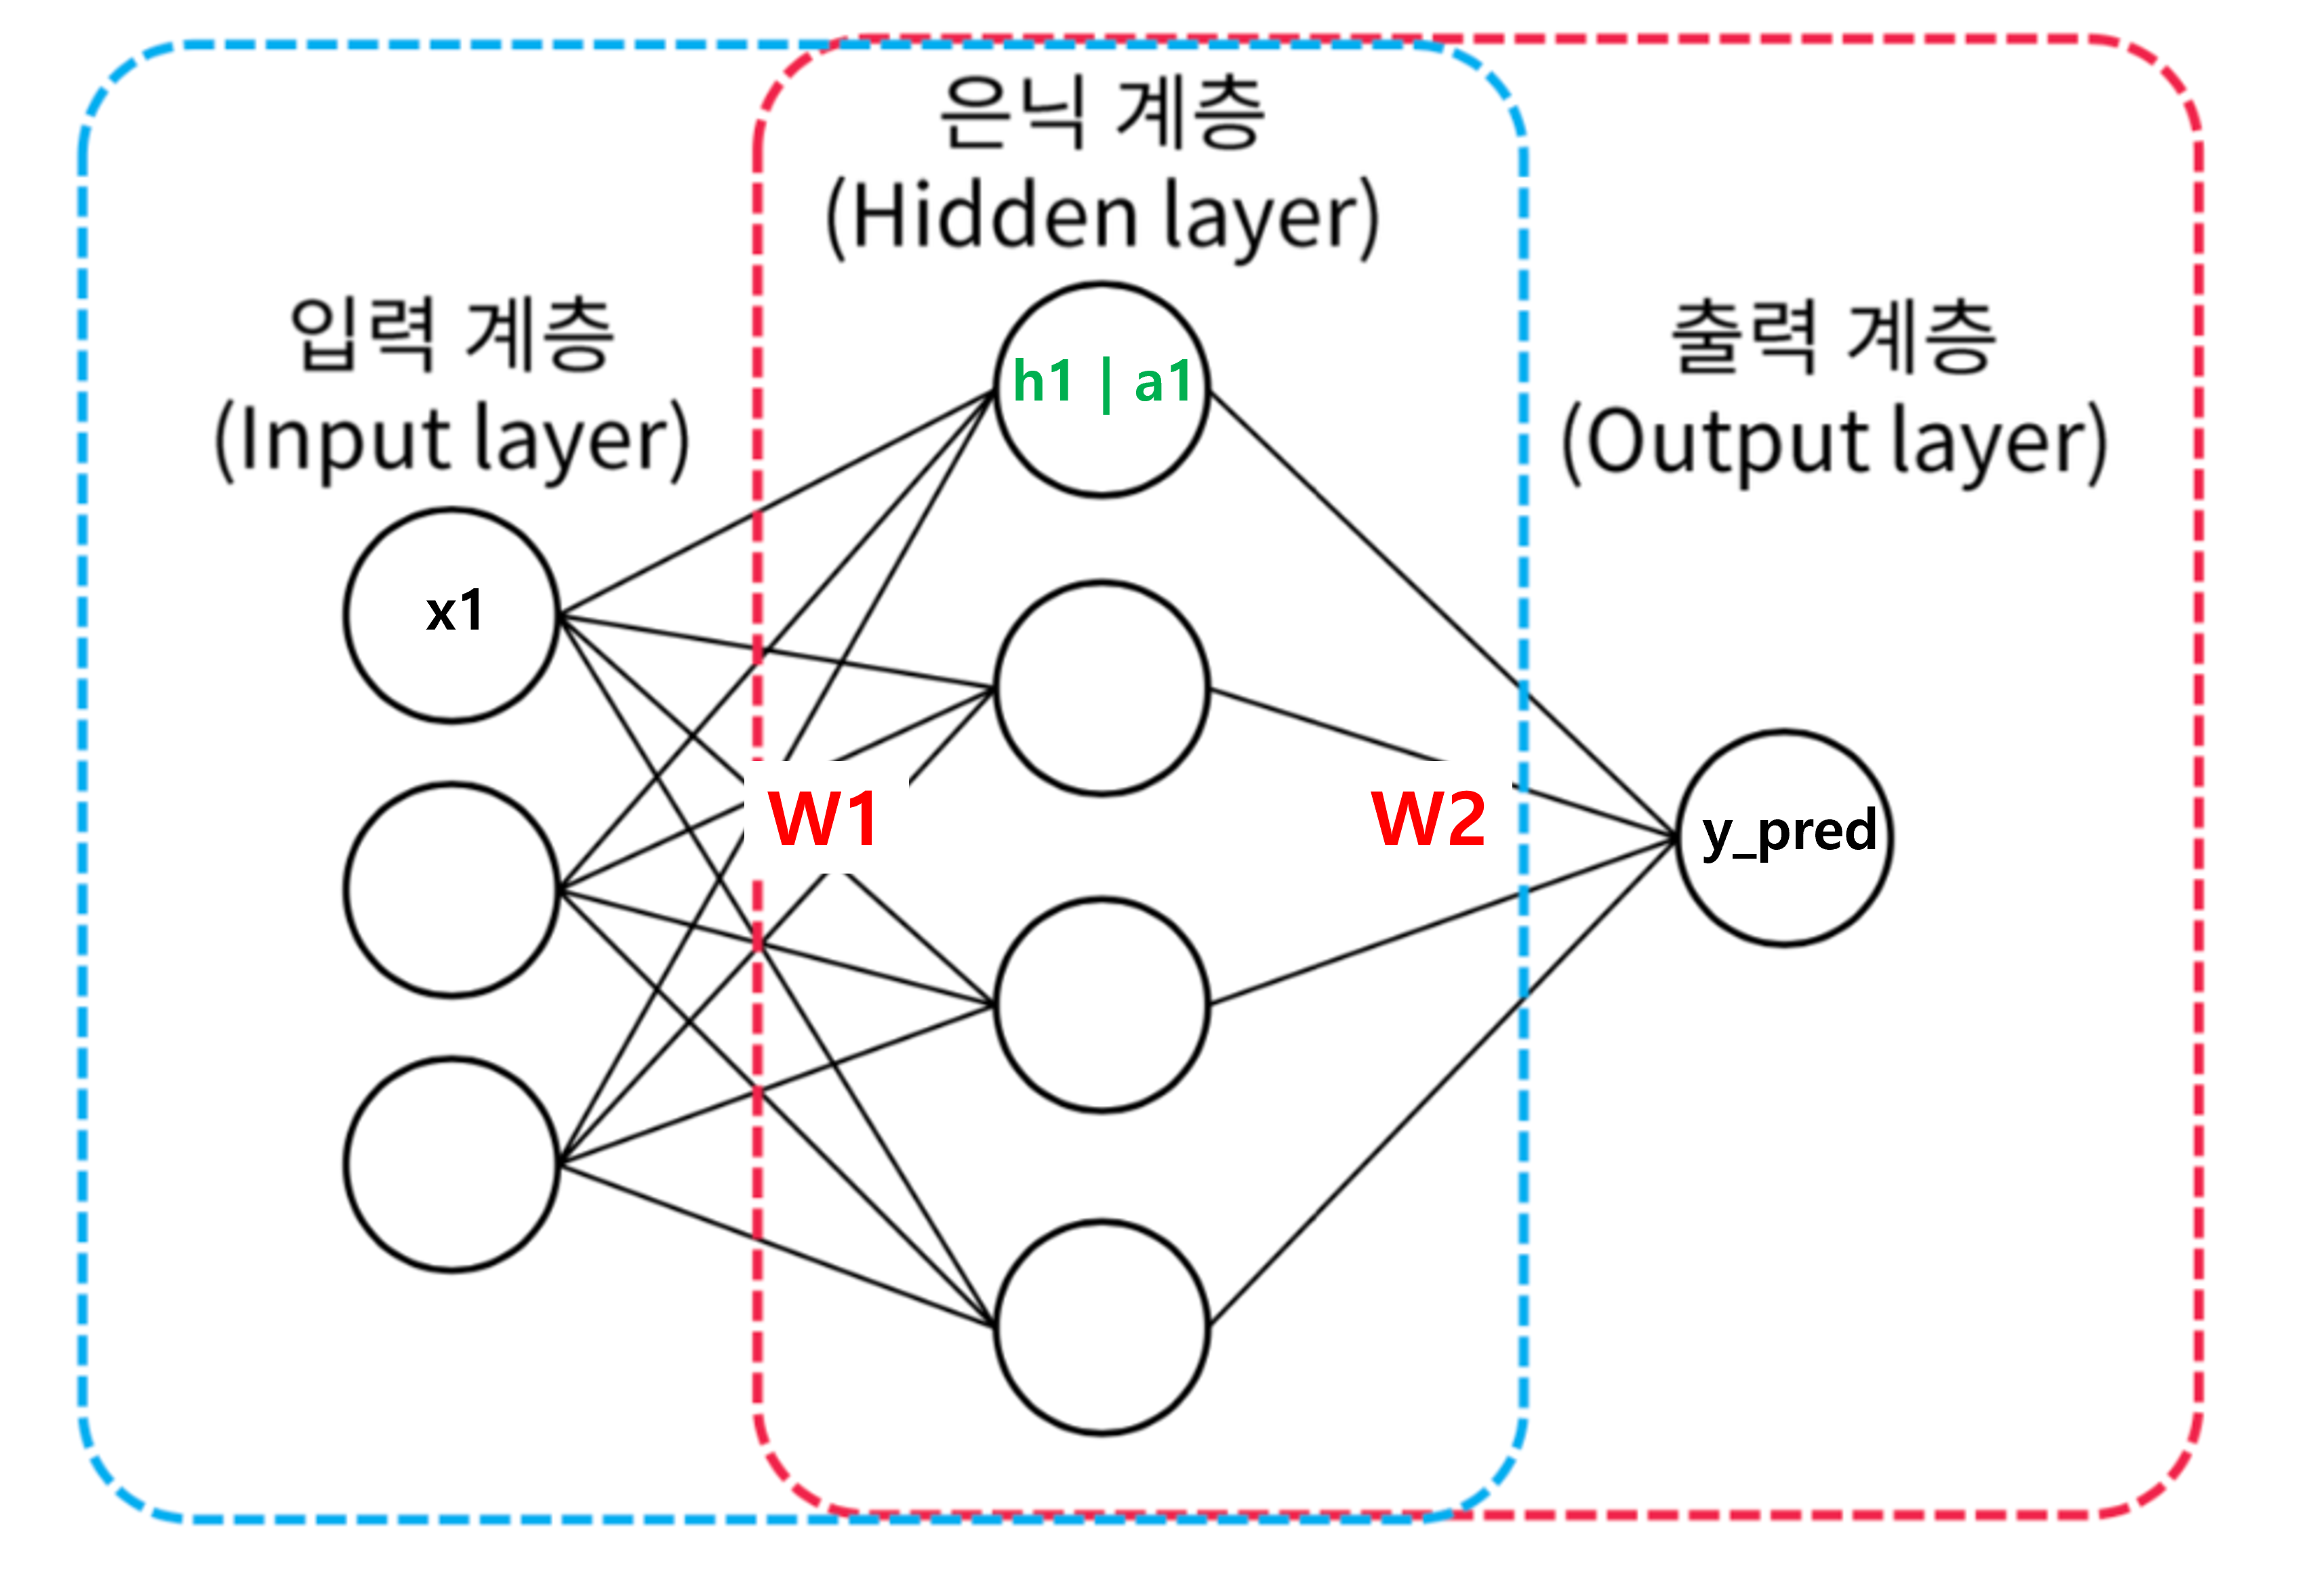 은닉 계층
(Hidden layer)
입력 계층
(Input layer)
출력 계층
(Output layer)
h1 | a1
x1
W1
W2
y_pred